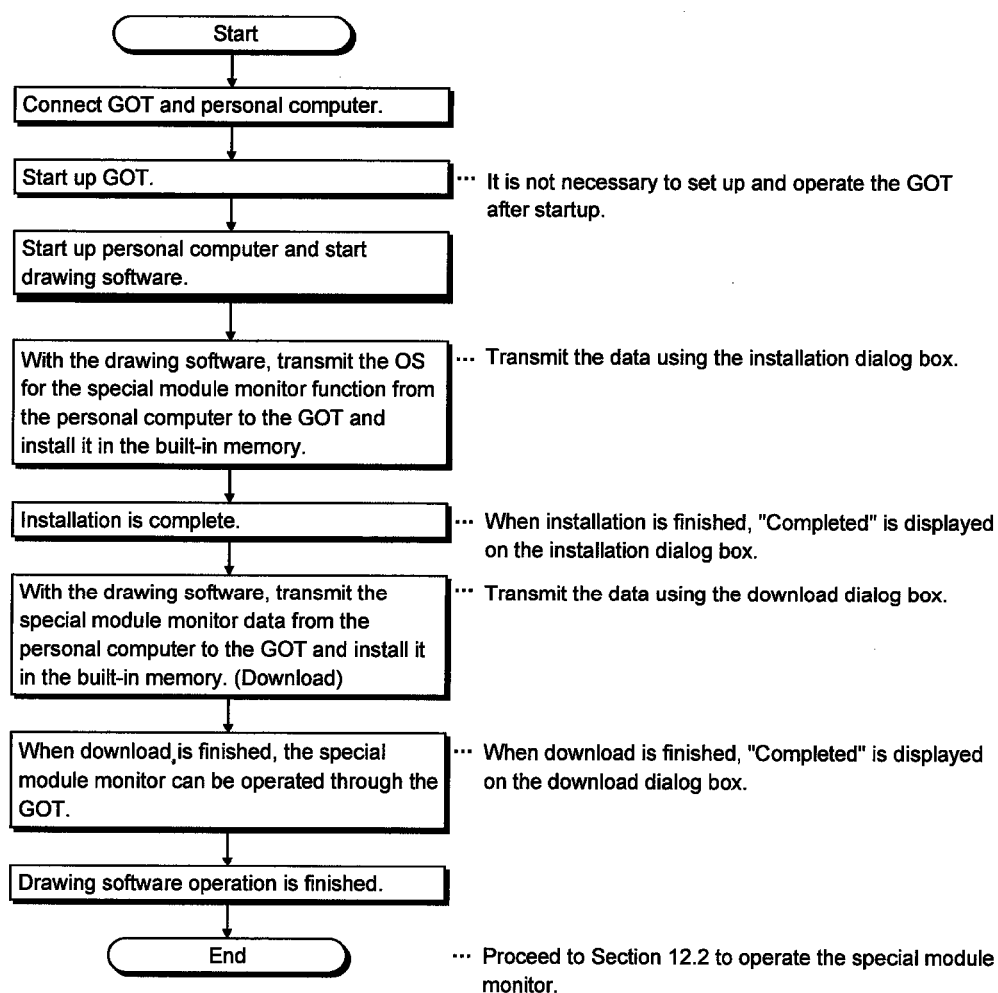 Start
Connect GOT and personal computer.
Start up GOT.
··· It is not necessary to set up and operate the GOT
after startup.
Start up personal computer and start
drawing software.
With the drawing software, transmit the OS
for the special module monitor function from
the personal computer to the GOT and
install it in the built-in memory.
··· Transmit the data using the installation dialog box.
Installation is complete.
··· When installation is finished, "Completed" is displayed
on the installation dialog box.
With the drawing software, transmit the
special module monitor data from the
personal computer to the GOT and install it
in the built-in memory. (Download)
··· Transmit the data using the download dialog box.
When download is finished, the special
module monitor can be operated through the
GOT.
··· When download is finished, "Completed" is displayed
on the download dialog box.
Drawing software operation is finished.
End
··· Proceed to Section 12.2 to operate the special module
monitor.